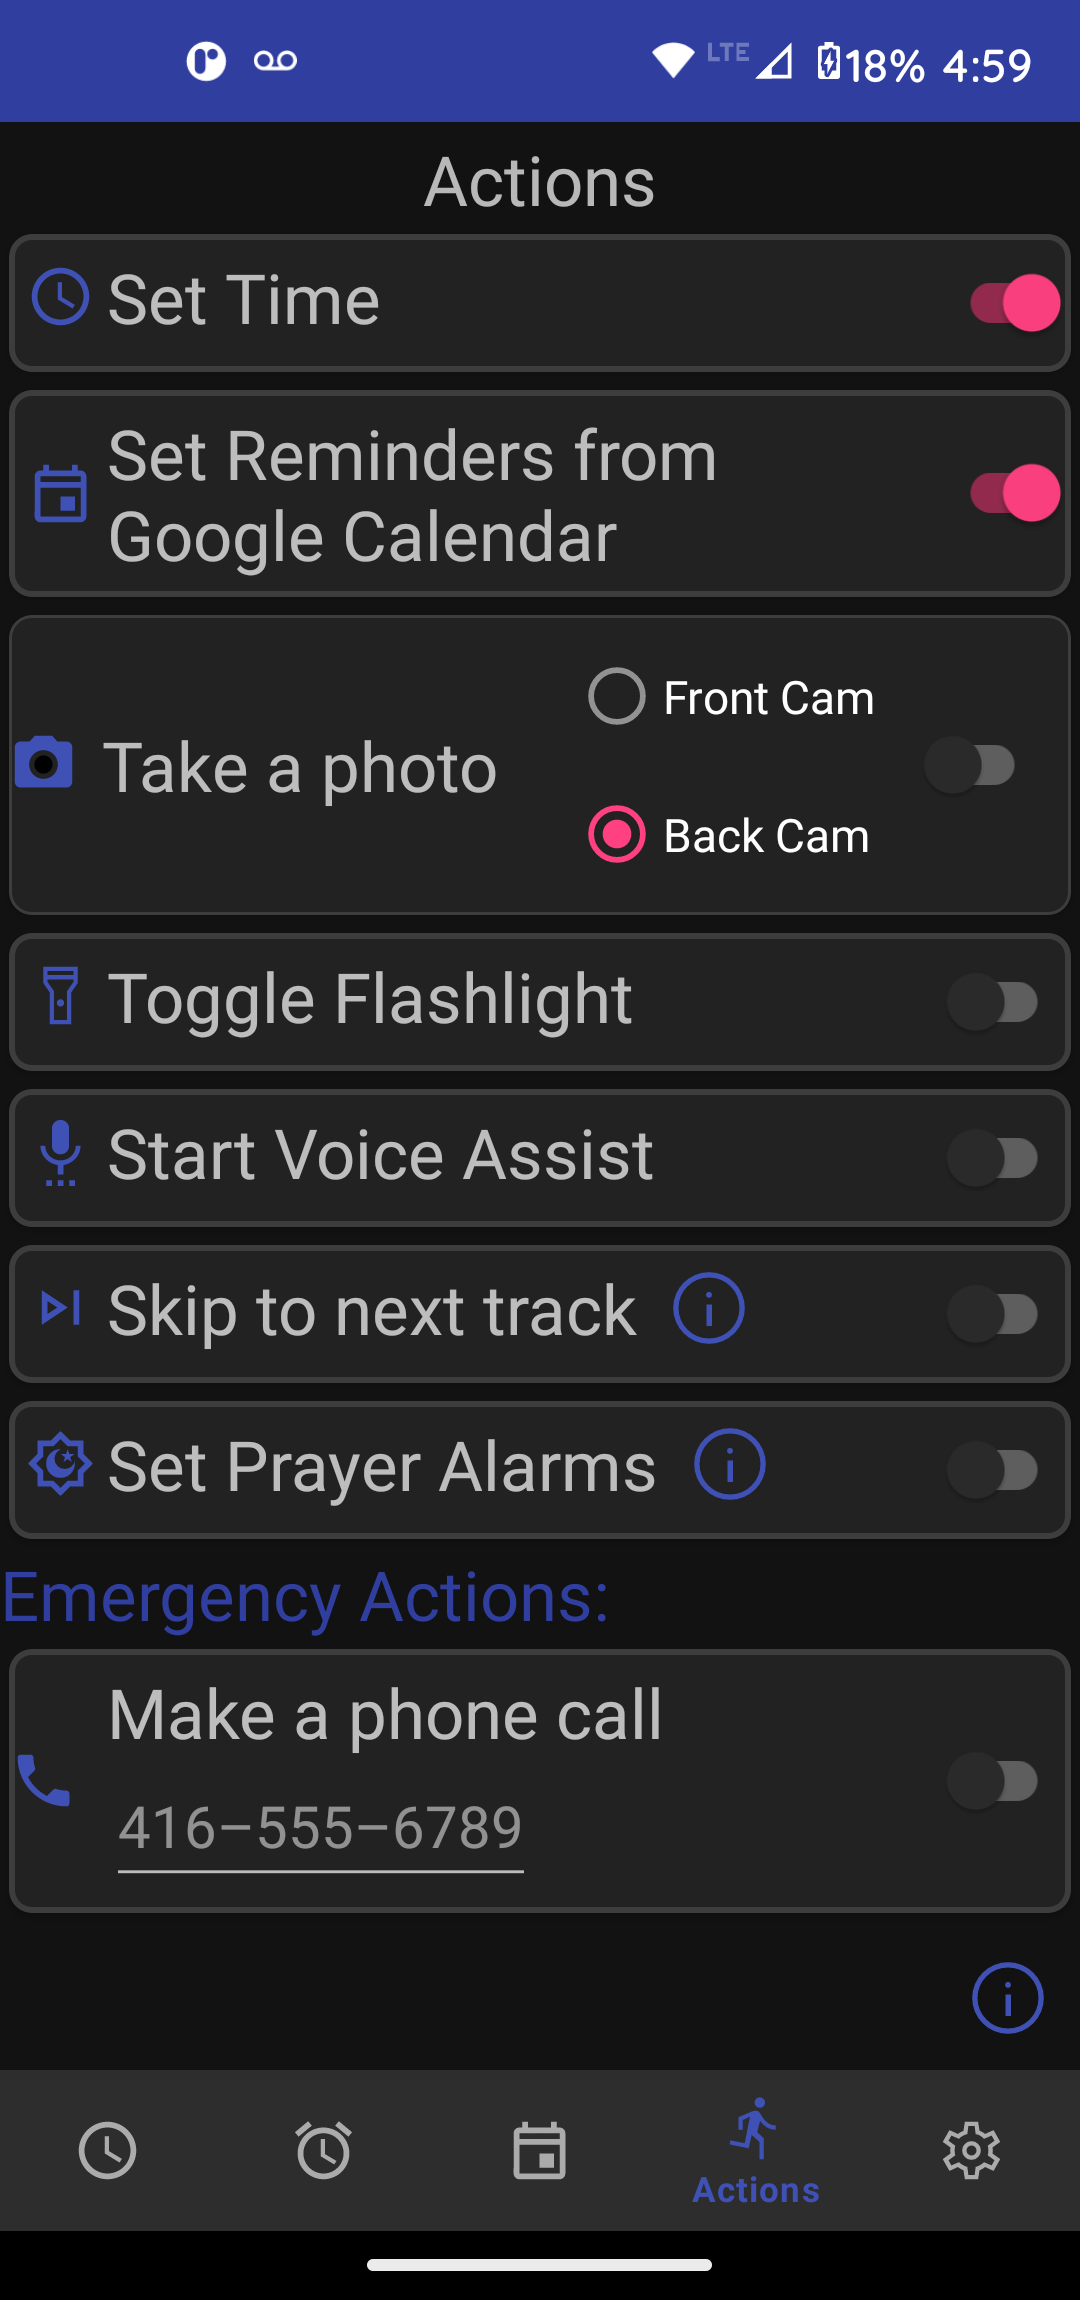 LTE 18% 4:59
Actions
Set Time
Set Reminders from
Google Calendar
Front Cam
Take a photo
Back Cam
Toggle Flashlight
Start Voice Assist
Skip to next track
Set Prayer Alarms
Emergency Actions:
Make a phone call
416-555-6789
Actions